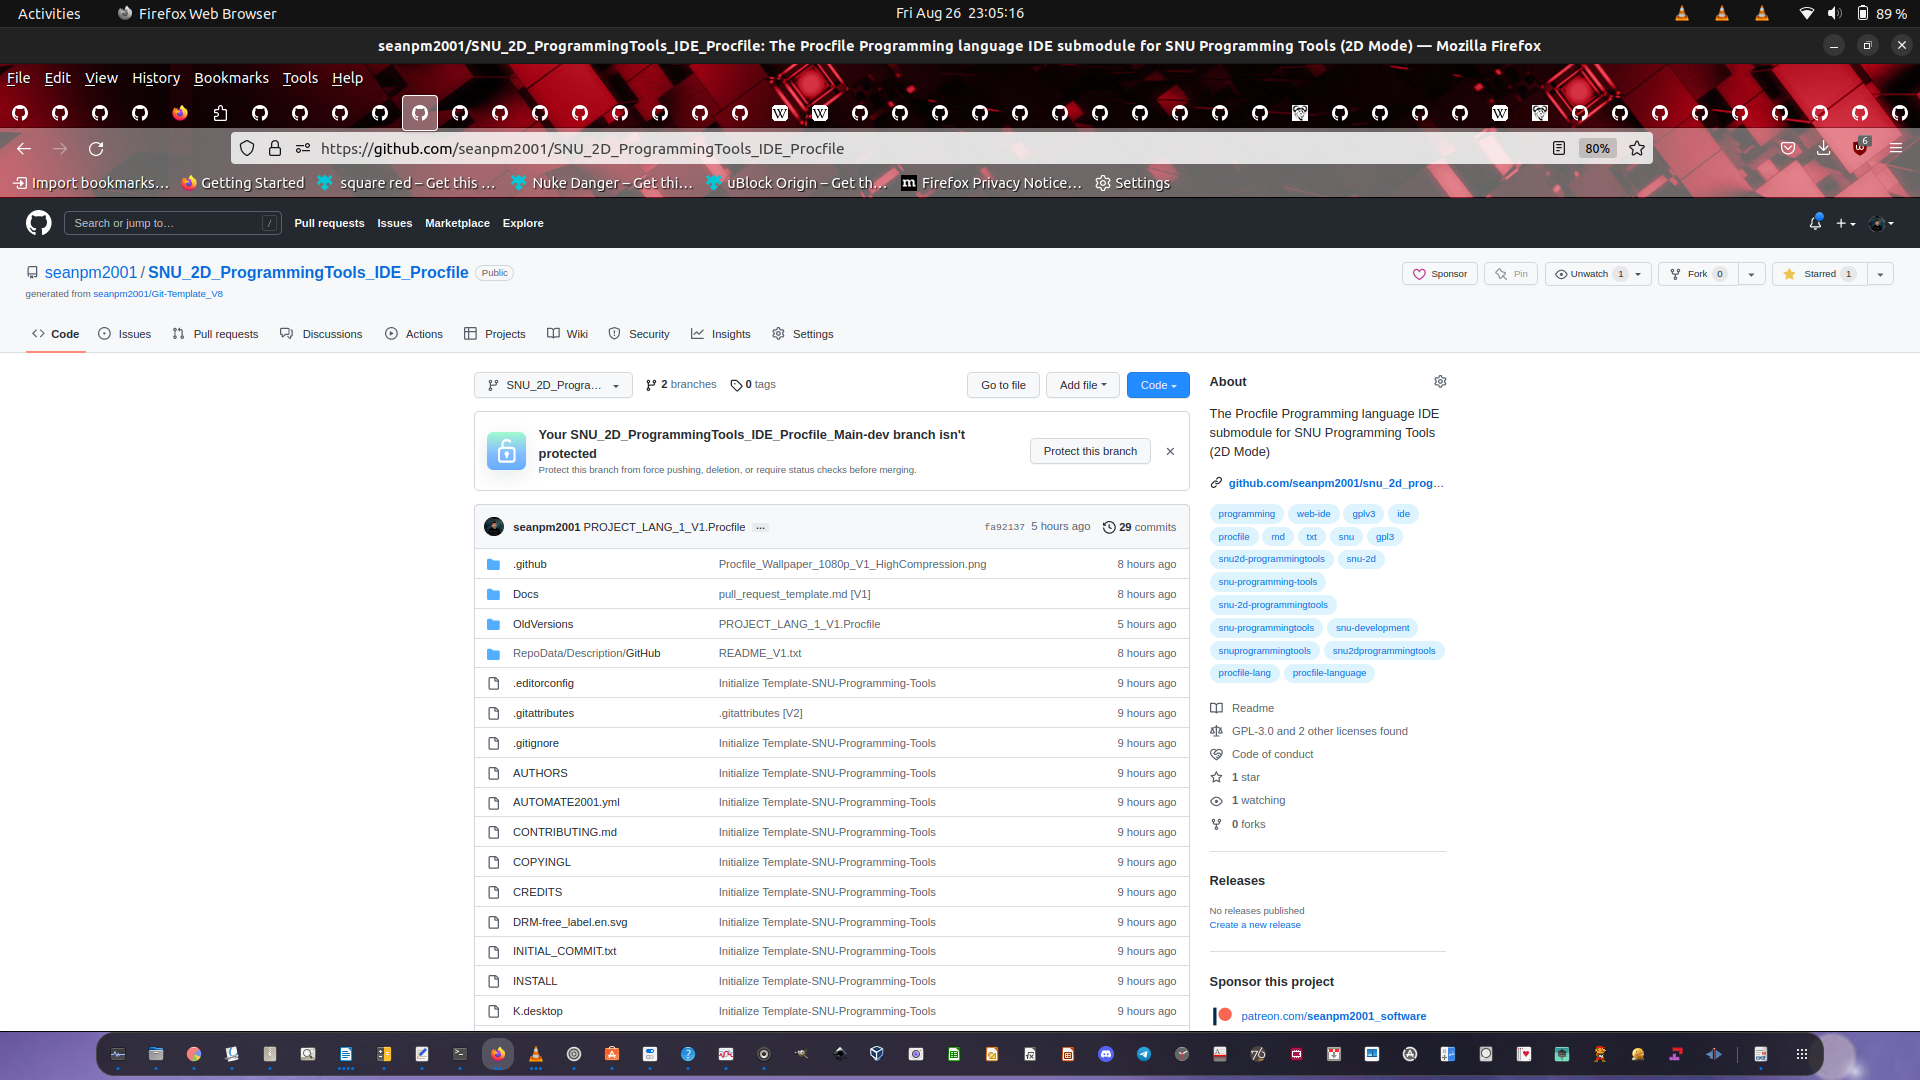 Activities Firefox Web Browser Fri Aug 26 23:05:16 89 %
seanpm2001/SNU_2D_ProgrammingTools_IDE_Procfile: The Procfile Programming language IDE submodule for SNU Programming Tools (2D Mode) — Mozilla Firefox
File Edit View History Bookmarks Tools Help
https://github.com/seanpm2001/SNU_2D_ProgrammingTools_IDE_Procfile 80% 6
Import bookmarks… Getting Started square red – Get this … Nuke Danger – Get thi… uBlock Origin – Get th… Firefox Privacy Notice… Settings
Search or jump to… / Pull requests Issues Marketplace Explore
seanpm2001 / SNU_2D_ProgrammingTools_IDE_Procfile Public
Sponsor Pin Unwatch 1 Fork 0 Starred 1
generated from seanpm2001/Git-Template_V8
Code Issues Pull requests Discussions Actions Projects Wiki Security Insights Settings
SNU_2D_Progra… 2 branches 0 tags Go to file Add file Code
Your SNU_2D_ProgrammingTools_IDE_Procfile_Main-dev branch isn't
protected
Protect this branch from force pushing, deletion, or require status checks before merging.
Protect this branch
seanpm2001 PROJECT_LANG_1_V1.Procfile … fa92137 5 hours ago 29 commits
.github Procfile_Wallpaper_1080p_V1_HighCompression.png 8 hours ago
Docs pull_request_template.md [V1] 8 hours ago
OldVersions PROJECT_LANG_1_V1.Procfile 5 hours ago
RepoData/Description/GitHub README_V1.txt 8 hours ago
.editorconfig Initialize Template-SNU-Programming-Tools 9 hours ago
.gitattributes .gitattributes [V2] 9 hours ago
.gitignore Initialize Template-SNU-Programming-Tools 9 hours ago
AUTHORS Initialize Template-SNU-Programming-Tools 9 hours ago
AUTOMATE2001.yml Initialize Template-SNU-Programming-Tools 9 hours ago
CONTRIBUTING.md Initialize Template-SNU-Programming-Tools 9 hours ago
COPYINGL Initialize Template-SNU-Programming-Tools 9 hours ago
CREDITS Initialize Template-SNU-Programming-Tools 9 hours ago
DRM-free_label.en.svg Initialize Template-SNU-Programming-Tools 9 hours ago
INITIAL_COMMIT.txt Initialize Template-SNU-Programming-Tools 9 hours ago
INSTALL Initialize Template-SNU-Programming-Tools 9 hours ago
K.desktop Initialize Template-SNU-Programming-Tools 9 hours ago
About
The Procfile Programming language IDE
submodule for SNU Programming Tools
(2D Mode)
github.com/seanpm2001/snu_2d_prog…
programming web-ide gplv3 ide
procfile md txt snu gpl3
snu2d-programmingtools snu-2d
snu-programming-tools
snu-2d-programmingtools
snu-programmingtools snu-development
snuprogrammingtools snu2dprogrammingtools
procfile-lang procfile-language
Readme
GPL-3.0 and 2 other licenses found
Code of conduct
1 star
1 watching
0 forks
Releases
No releases published
Create a new release
Sponsor this project
patreon.com/seanpm2001_software